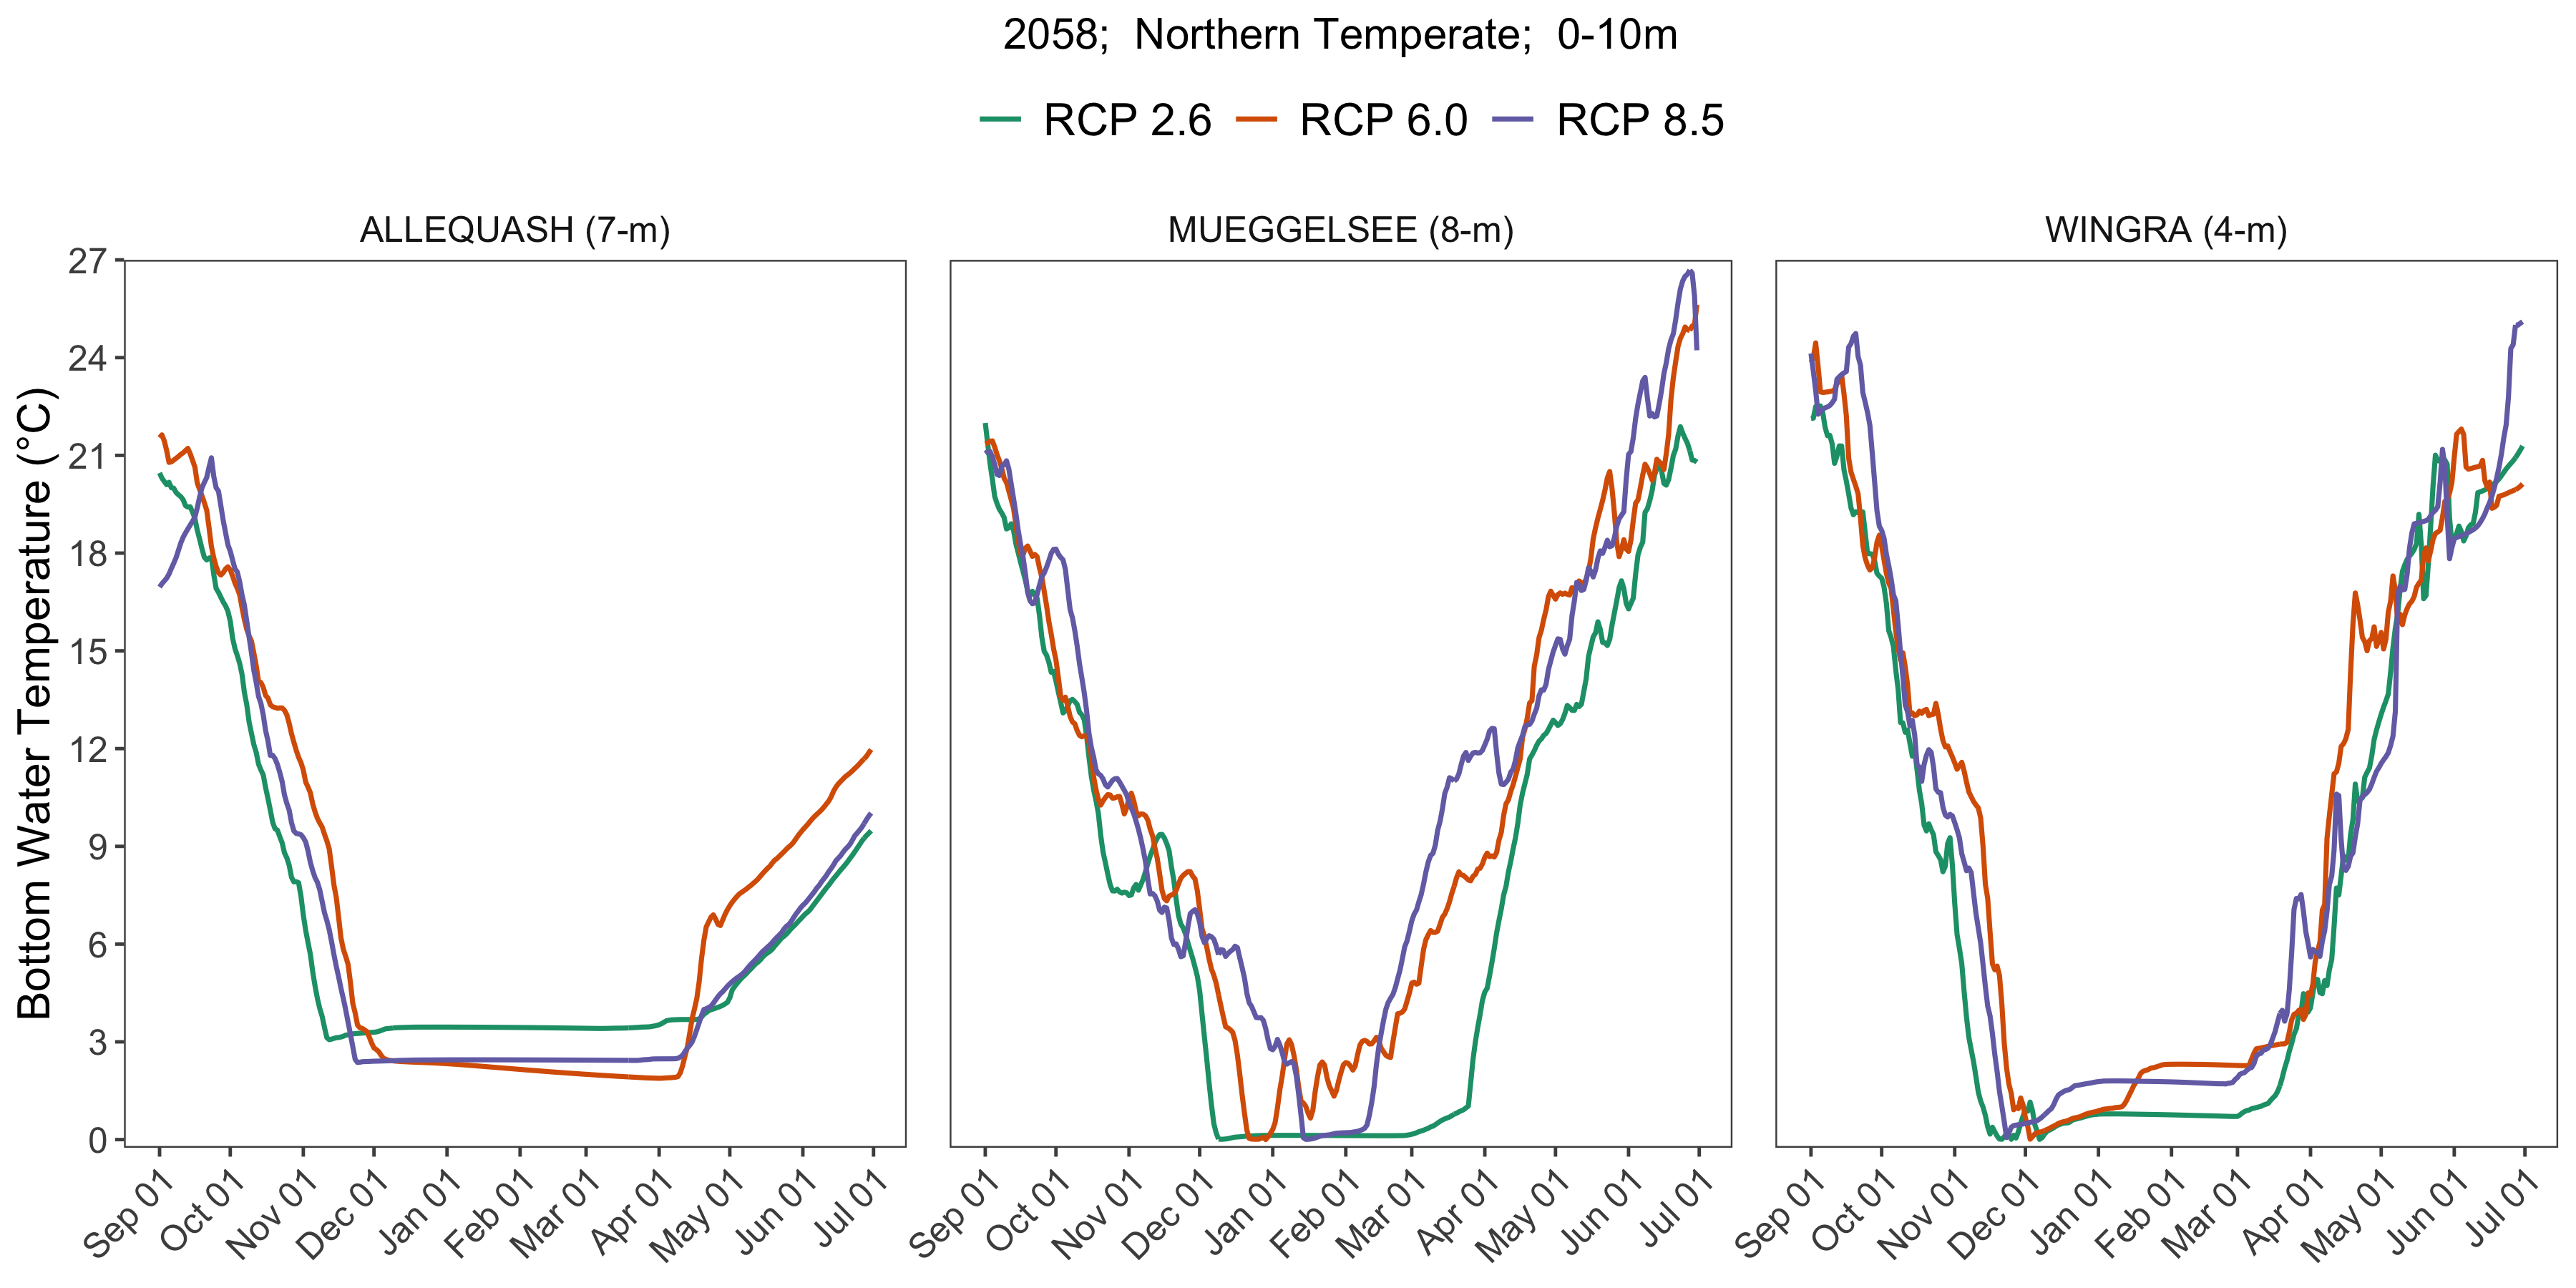 2058;  Northern Temperate;  0-10m
RCP 2.6 RCP 6.0 RCP 8.5
ALLEQUASH (7-m) MUEGGELSEE (8-m) WINGRA (4-m)
Bottom Water Temperature (°C)
27
24
21
18
15
12
9
6
3
0
Sep 01 Oct 01 Nov 01 Dec 01 Jan 01 Feb 01 Mar 01 Apr 01 May 01 Jun 01 Jul 01 Sep 01 Oct 01 Nov 01 Dec 01 Jan 01 Feb 01 Mar 01 Apr 01 May 01 Jun 01 Jul 01 Sep 01 Oct 01 Nov 01 Dec 01 Jan 01 Feb 01 Mar 01 Apr 01 May 01 Jun 01 Jul 01